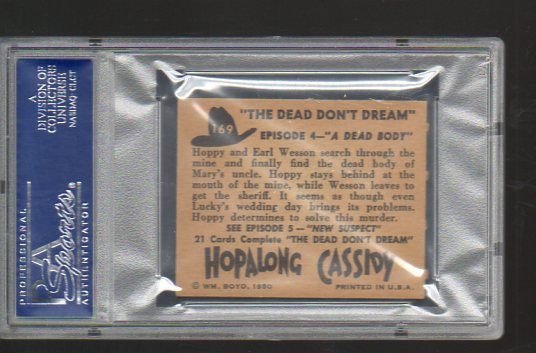 A
DIVISION OF
COLLECTORS
UNIVERSE
NASDAQ: CLCT
PROFESSIONAL
PSA
Sports
AUTHENTICATOR
169
"THE DEAD DON'T DREAM"
EPISODE 4—"A DEAD BODY"
Hoppy and Earl Wesson search through the
mine and finally find the dead body of
Mary's uncle. Hoppy stays behind at the
mouth of the mine, while Wesson leaves to
get the sheriff. It seems as though even
Lucky's wedding day brings its problems.
Hoppy determines to solve this murder.
SEE EPISODE 5—"NEW SUSPECT"
21 Cards Complete "THE DEAD DON'T DREAM"
HOPALONG CASSIDY
© WM. BOYD, 1950 PRINTED IN U.S.A.